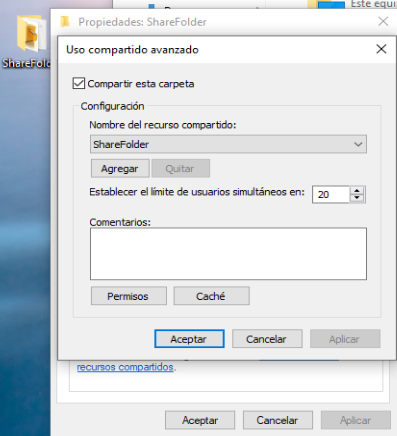 Este equi
Propiedades: ShareFolder
ShareFold
Uso compartido avanzado
Compartir esta carpeta
Configuración
Nombre del recurso compartido:
ShareFolder
Agregar
Quitar
Establecer el límite de usuarios simultáneos en:
20
Comentarios:
Permisos
Caché
Aceptar
Cancelar
Aplicar
recursos compartidos.
Aceptar
Cancelar
Aplicar